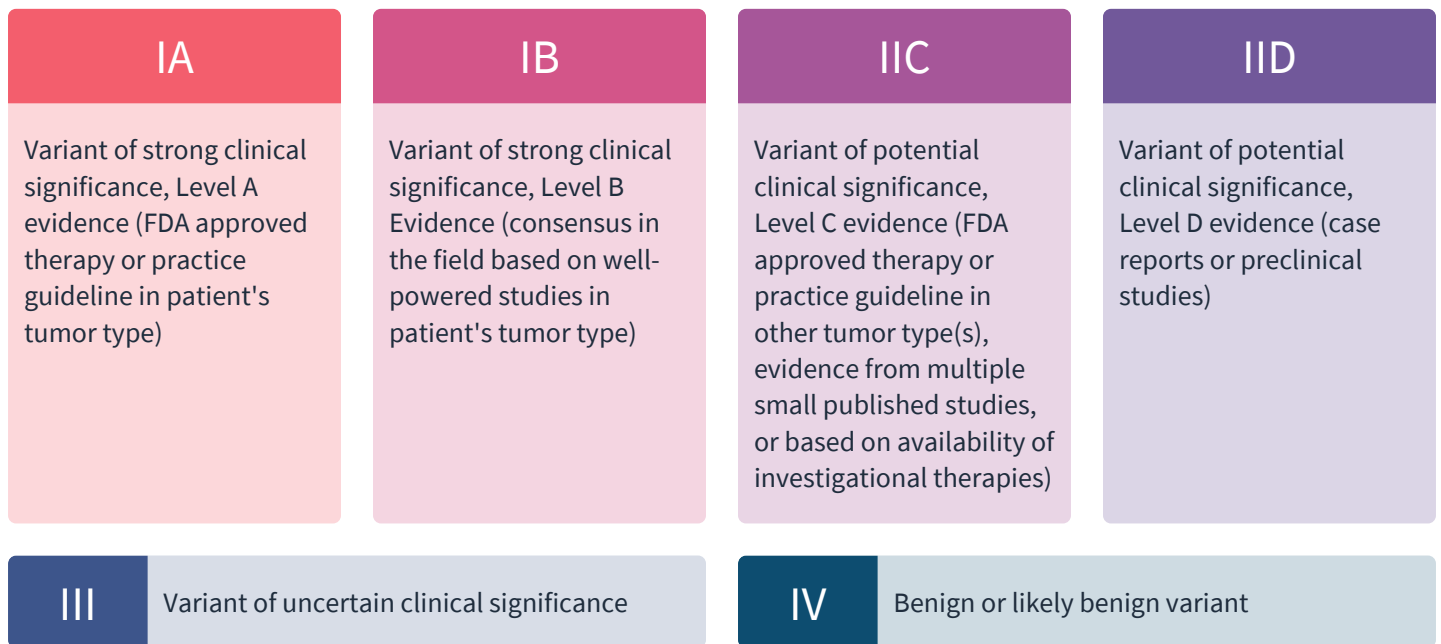 IA
Variant of strong clinical
significance, Level A
evidence (FDA approved
therapy or practice
guideline in patient's
tumor type)
IB
Variant of strong clinical
significance, Level B
Evidence (consensus in
the field based on well-
powered studies in
patient's tumor type)
IIC
Variant of potential
clinical significance,
Level C evidence (FDA
approved therapy or
practice guideline in
other tumor type(s),
evidence from multiple
small published studies,
or based on availability of
investigational therapies)
IID
Variant of potential
clinical significance,
Level D evidence (case
reports or preclinical
studies)
III
Variant of uncertain clinical significance
IV
Benign or likely benign variant